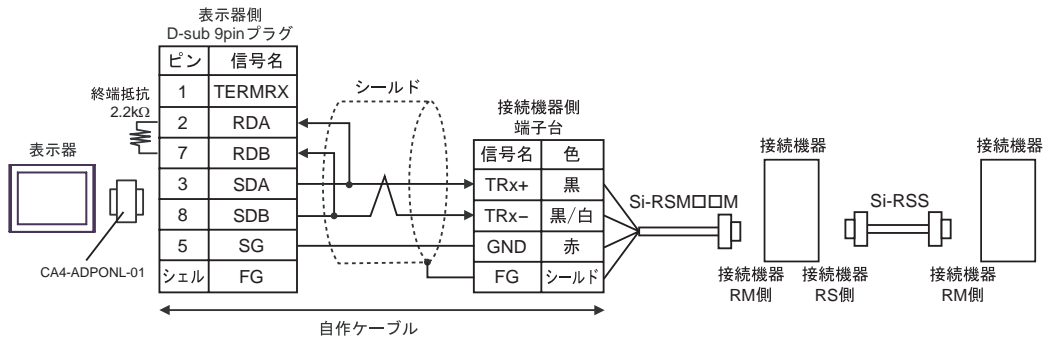 表示器側
D-sub 9pinプラグ
ピン 信号名
1 TERMRX
2 RDA
7 RDB
3 SDA
8 SDB
5 SG
シェル FG
終端抵抗
2.2kΩ
表示器
CA4-ADPONL-01
シールド
接続機器側
端子台
信号名 色
TRx+ 黒
TRx− 黒/白
GND 赤
FG シールド
Si-RSM□□M
接続機器
Si-RSS
接続機器
接続機器
RM側
接続機器
RS側
接続機器
RM側
自作ケーブル